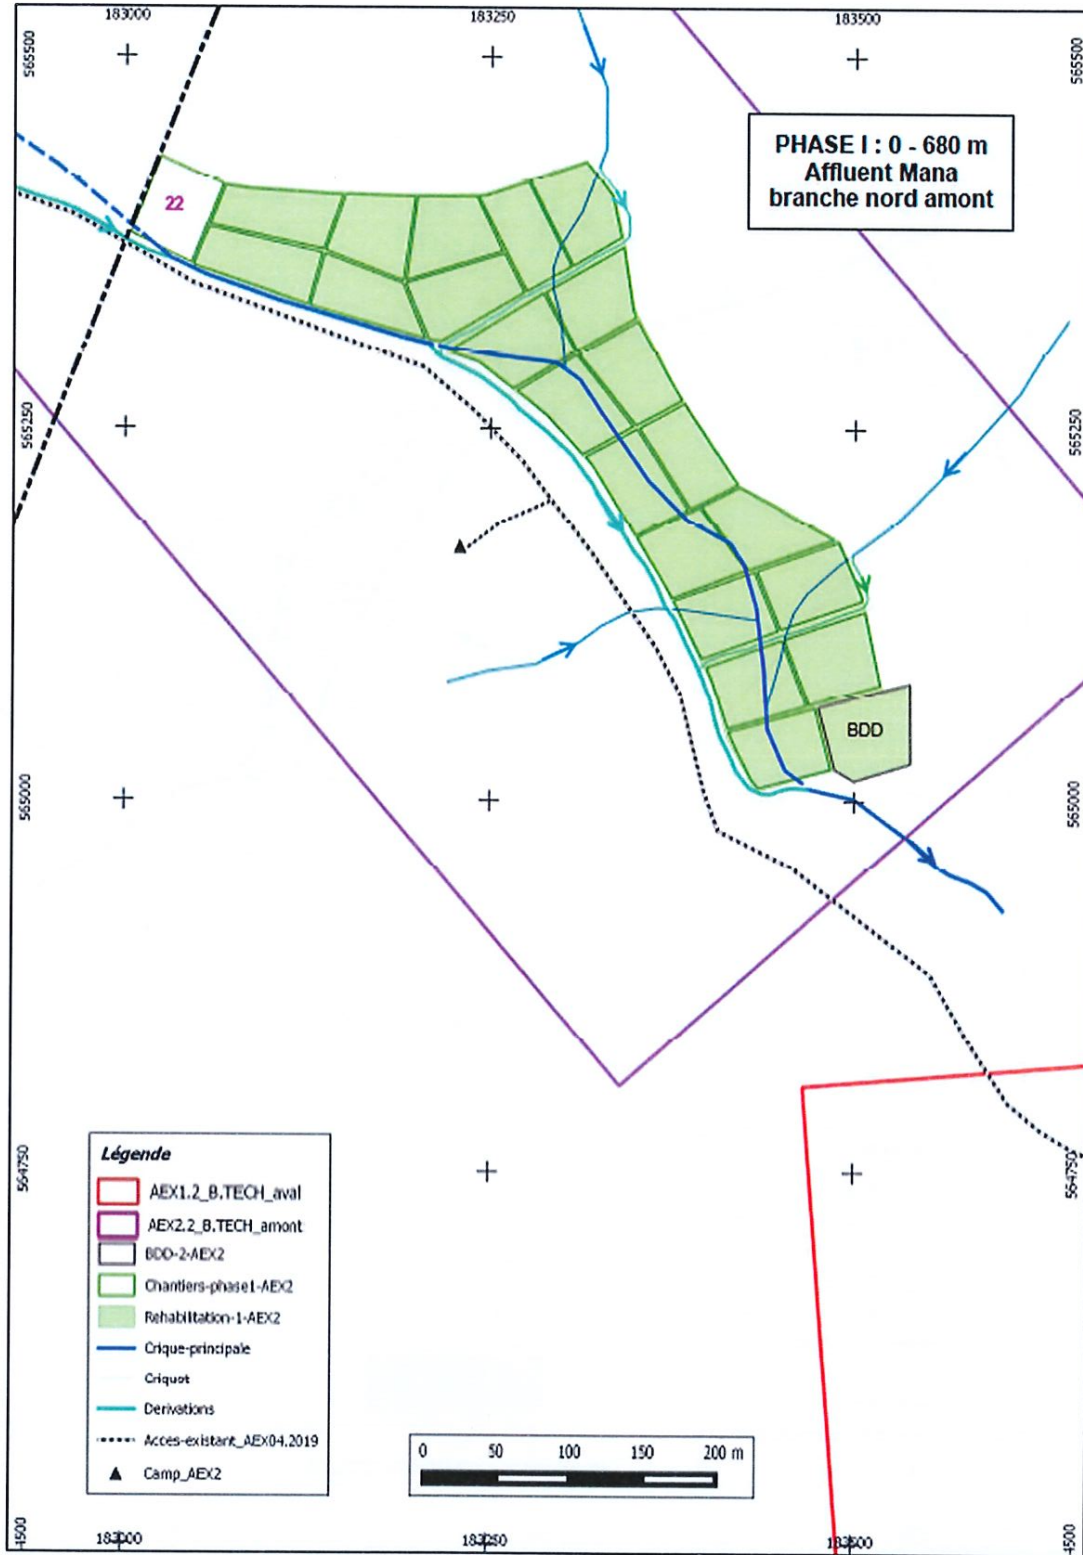 183000
183250
183500
565500
565500
PHASE I : 0 - 680 m
Affluent Mana
branche nord amont
22
565250
565250
BDD
565000
565000
564750
564750
Légende
AEX1.2_B.TECH_aval
AEX2.2_B.TECH_amont
BDD-2-AEX2
Chantiers-phase1-AEX2
Rehabilitation-1-AEX2
Crique-principale
Criquot
Derivations
Acces-existant_AEX04.2019
Camp_AEX2
0 50 100 150 200 m
4500
4500
183000
183250
183500